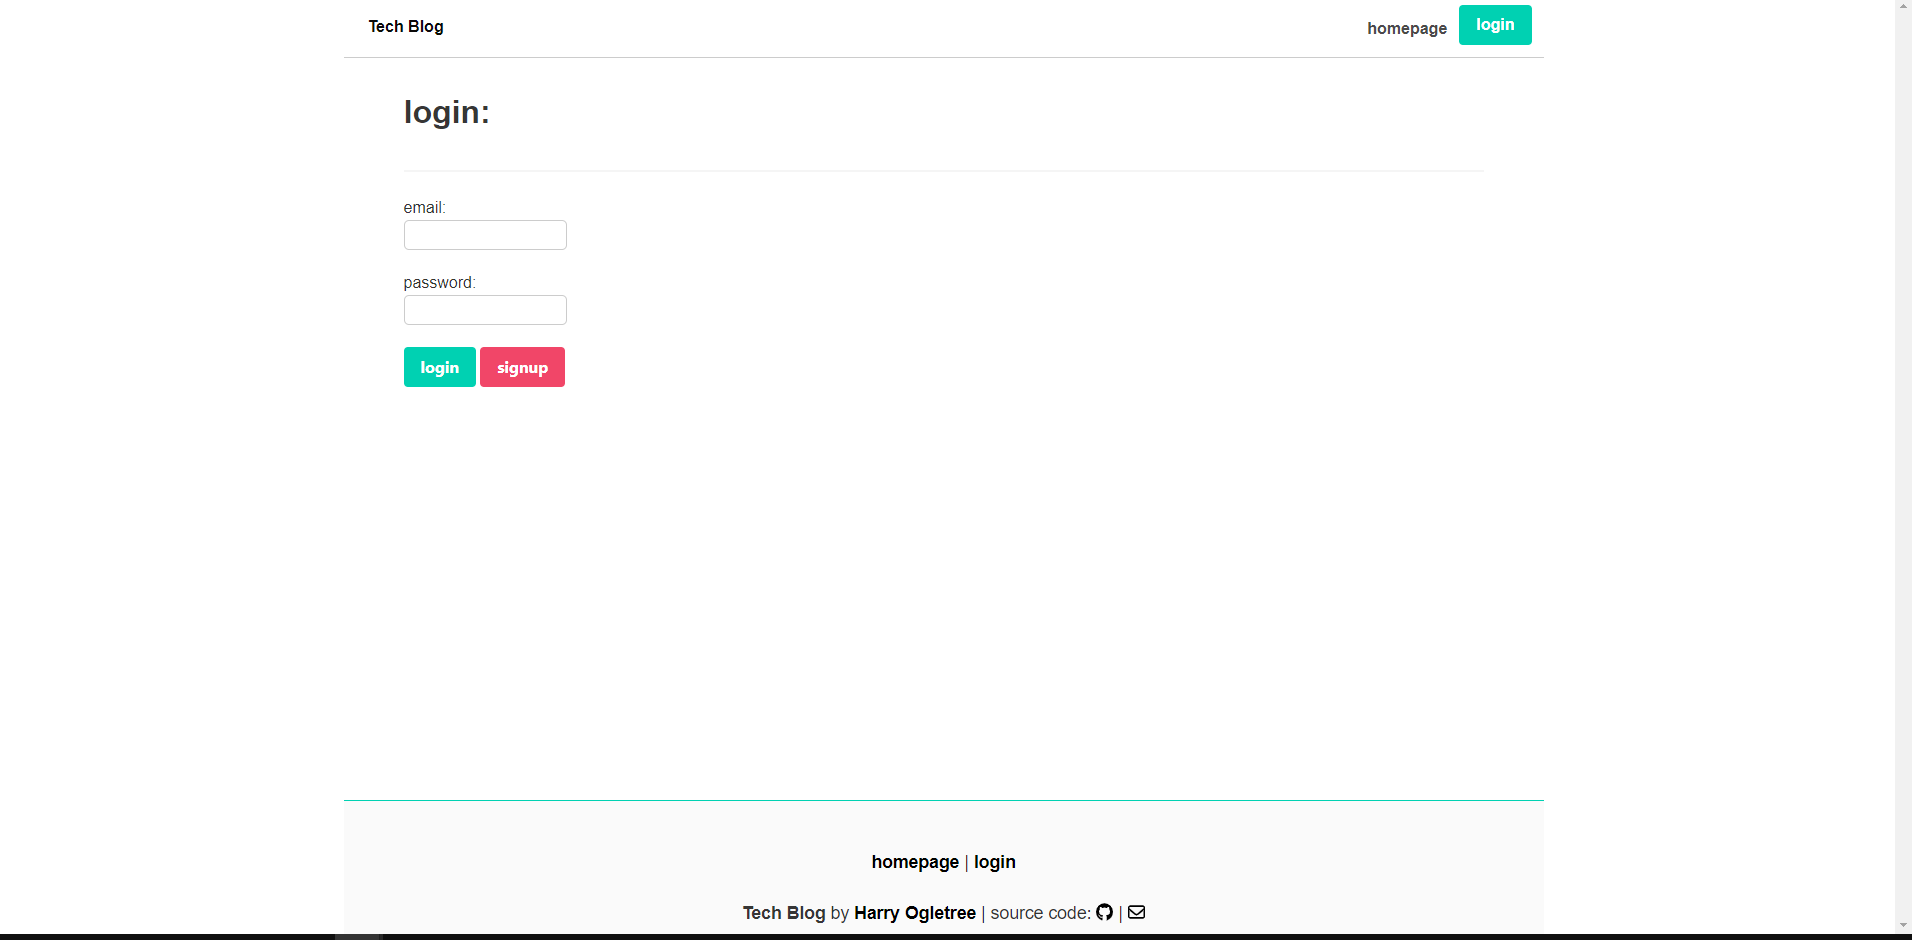 Tech Blog
homepage
login
login:
email:
password:
login signup
homepage | login
Tech Blog by Harry Ogletree | source code: |